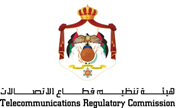 هيئة تنظيم قطاع الاتصالات
Telecommunications Regulatory Commission